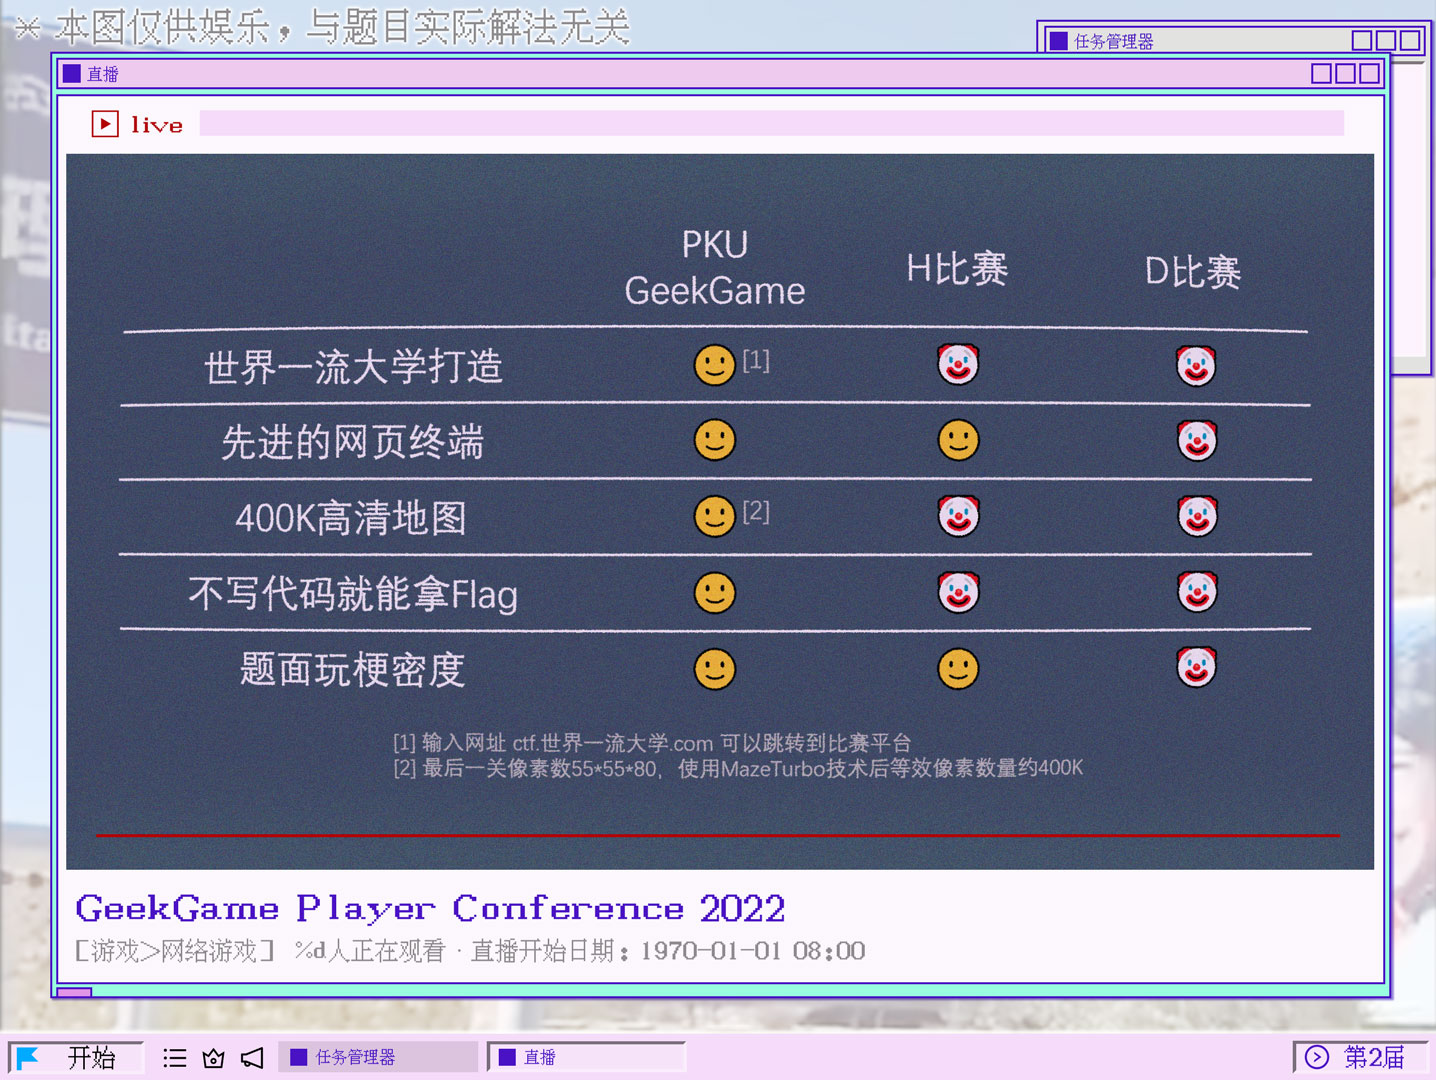 ※ 本图仅供娱乐，与题目实际解法无关
任务管理器
直播
live
PKU
GeekGame
H比赛
D比赛
世界一流大学打造
[1]
先进的网页终端
400K高清地图
[2]
不写代码就能拿Flag
题面玩梗密度
[1] 输入网址 ctf.世界一流大学.com 可以跳转到比赛平台
[2] 最后一关像素数55*55*80，使用MazeTurbo技术后等效像素数量约400K
GeekGame Player Conference 2022
[游戏>网络游戏] %d人正在观看 · 直播开始日期：1970-01-01 08:00
开始
任务管理器
直播
第2届